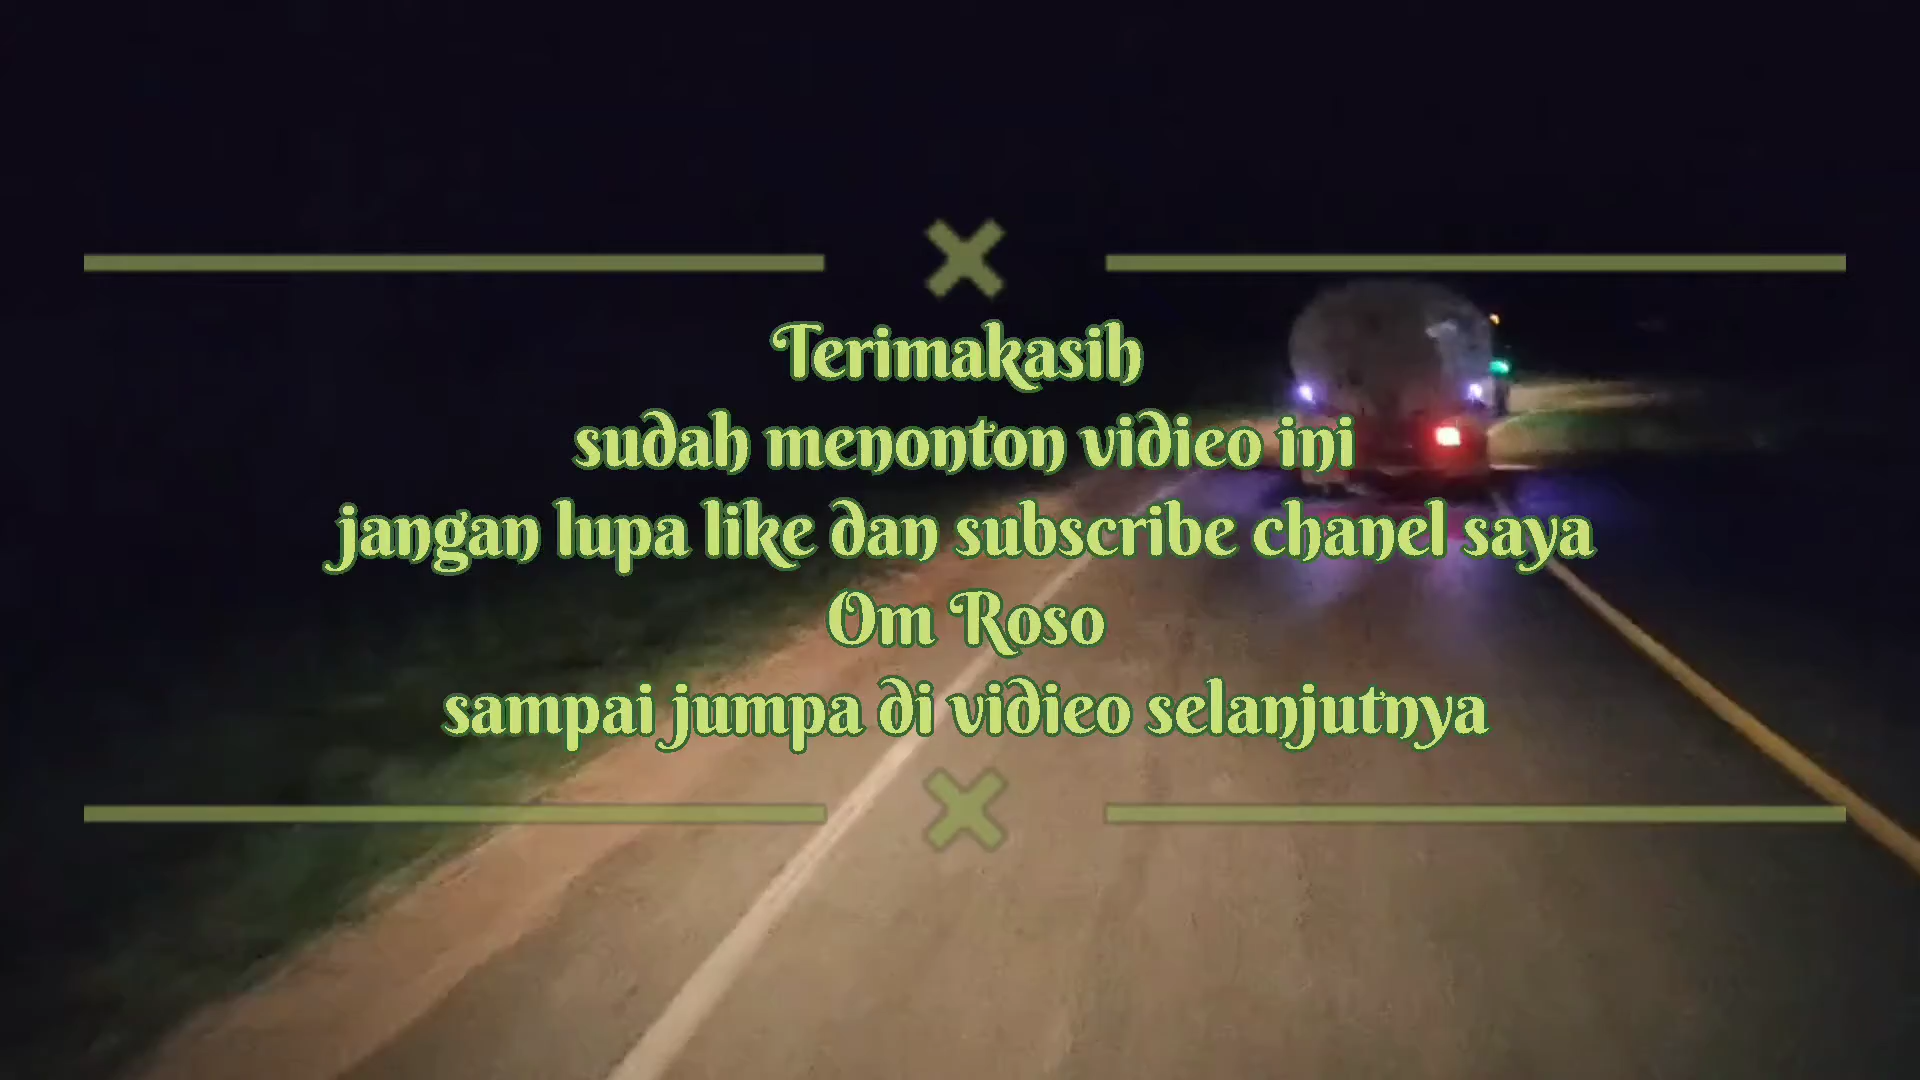 Terimakasih
sudah menonton vidieo ini
jangan lupa like dan subscribe chanel saya
Om Roso
sampai jumpa di vidieo selanjutnya